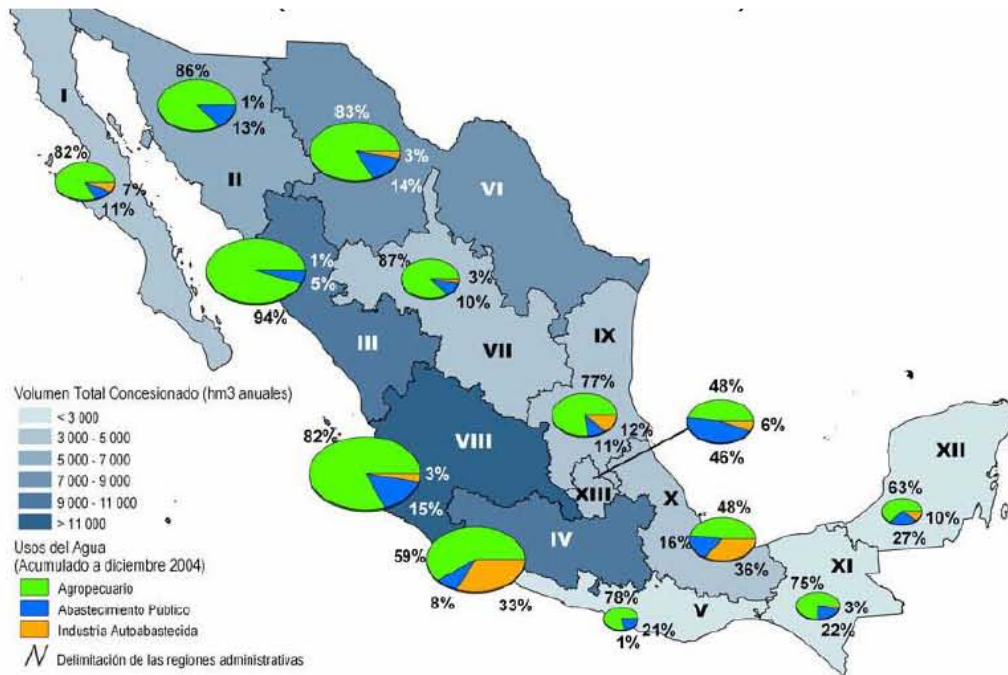 86%
1%
13%
I
82%
7%
11%
II
83%
3%
14%
VI
1%
5%
94%
III
87%
3%
10%
VII
IX
77%
12%
11%
48%
6%
46%
XII
63%
10%
27%
VIII
82%
3%
15%
XIII
X
48%
16%
36%
IV
59%
8%
33%
XI
75%
3%
22%
V
78%
21%
1%
Volumen Total Concesionado (hm3 anuales)
< 3 000
3 000 - 5 000
5 000 - 7 000
7 000 - 9 000
9 000 - 11 000
> 11 000
Usos del Agua
(Acumulado a diciembre 2004)
Agropecuario
Abastecimiento Público
Industria Autoabastecida
Delimitación de las regiones administrativas